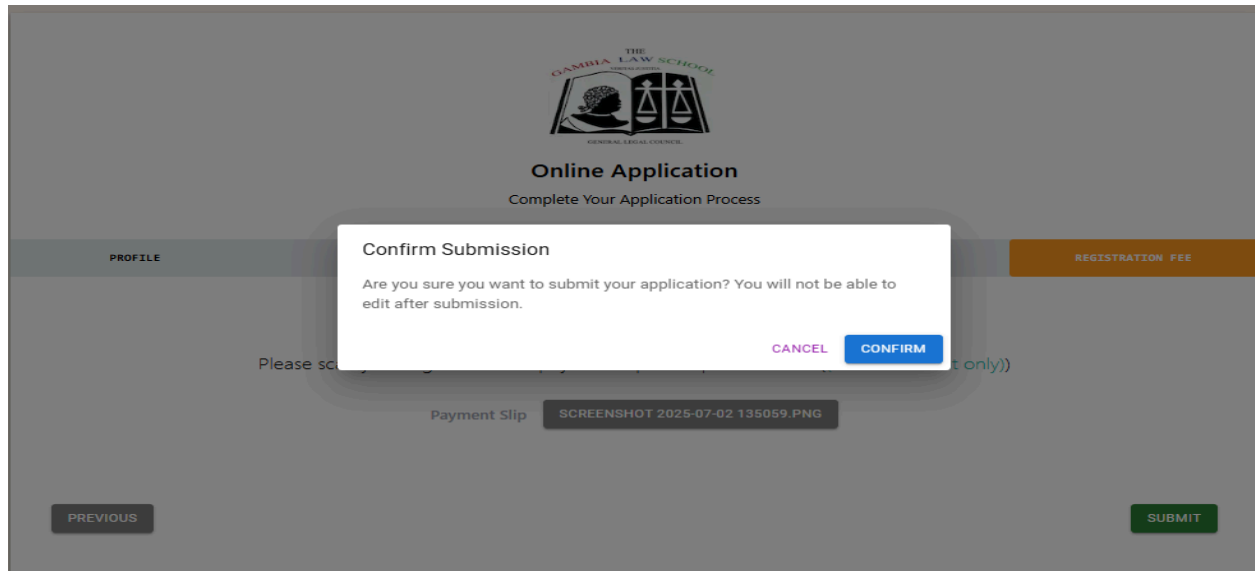 THE
GAMBIA LAW SCHOOL
GENERAL LEGAL COUNCIL
Online Application
Complete Your Application Process
PROFILE
REGISTRATION FEE
Confirm Submission
Are you sure you want to submit your application? You will not be able to
edit after submission.
CANCEL CONFIRM
Please t only))
Payment Slip SCREENSHOT 2025-07-02 135059.PNG
PREVIOUS SUBMIT